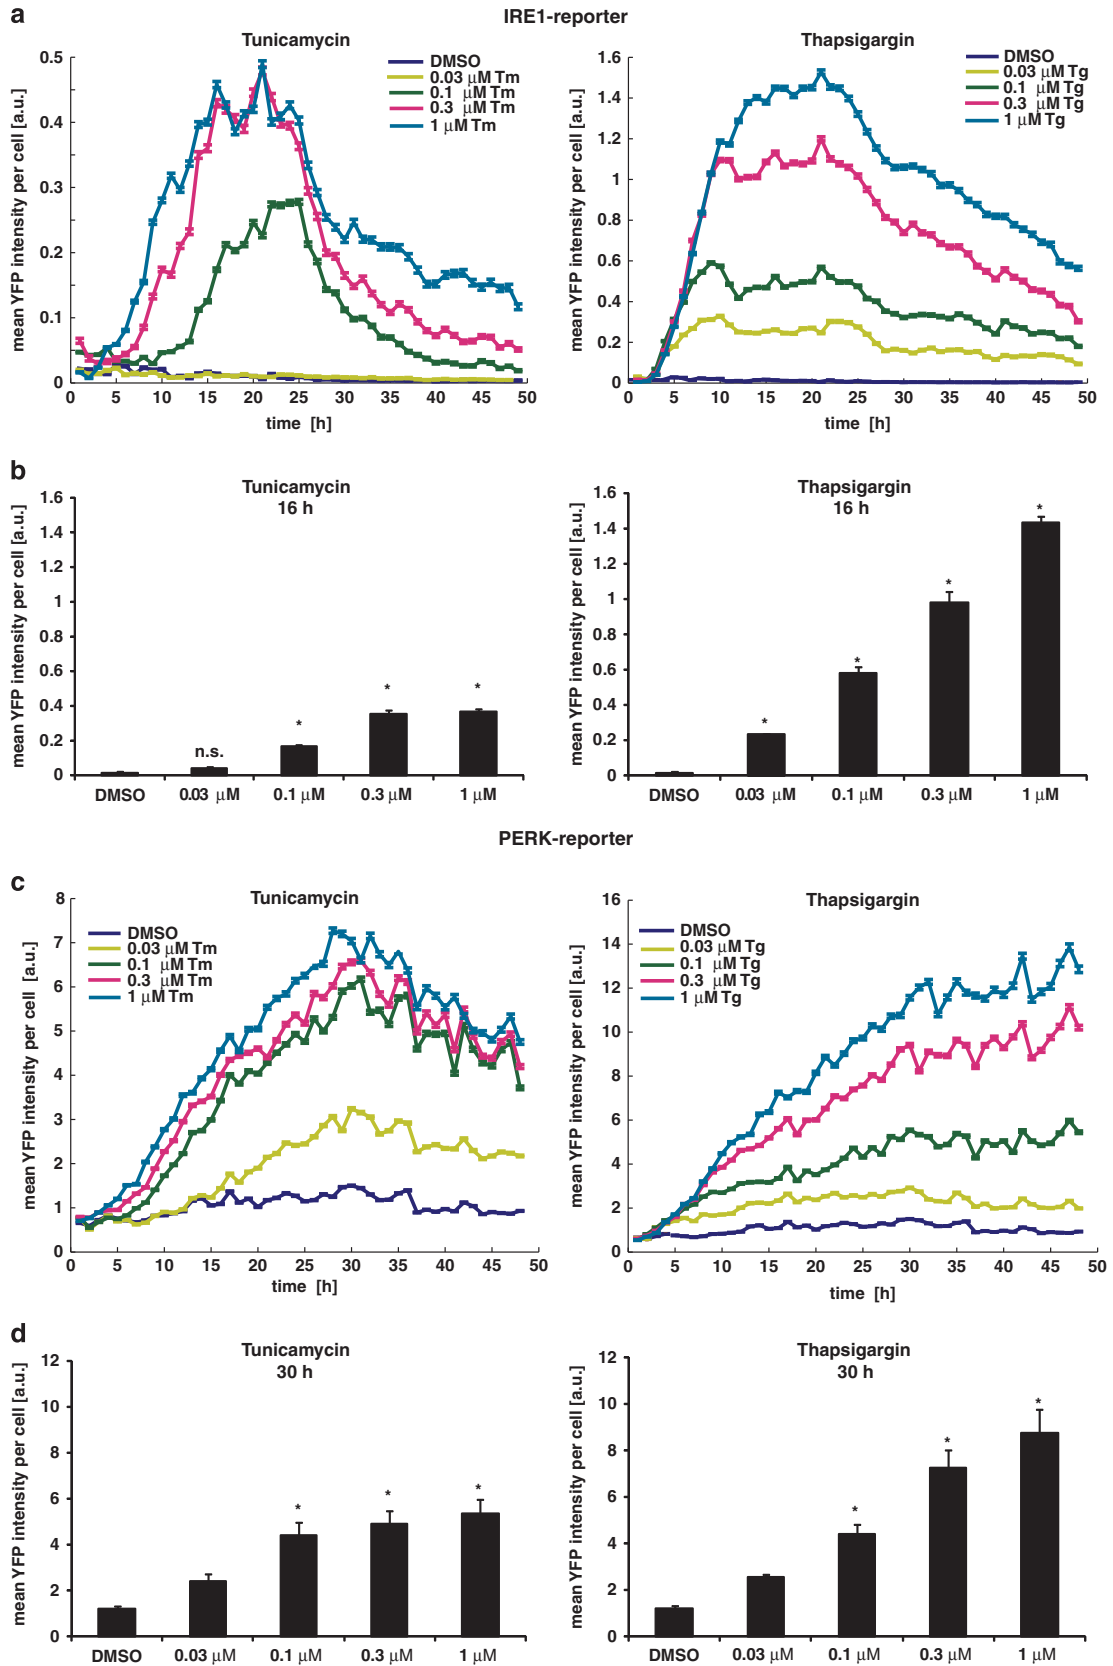 a
IRE1-reporter
Tunicamycin
mean YFP intensity per cell [a.u.]
0.5
0.4
0.3
0.2
0.1
0
0 5 10 15 20 25 30 35 40 45 50
time [h]
DMSO
0.03 μM Tm
0.1 μM Tm
0.3 μM Tm
1 μM Tm
Thapsigargin
mean YFP intensity per cell [a.u.]
1.6
1.4
1.2
1
0.8
0.6
0.4
0.2
0
0 5 10 15 20 25 30 35 40 45 50
time [h]
DMSO
0.03 μM Tg
0.1 μM Tg
0.3 μM Tg
1 μM Tg
b
Tunicamycin
16 h
mean YFP intensity per cell [a.u.]
1.6
1.4
1.2
1
0.8
0.6
0.4
0.2
0
n.s.
*
*
*
DMSO 0.03 μM 0.1 μM 0.3 μM 1 μM
Thapsigargin
16 h
mean YFP intensity per cell [a.u.]
1.6
1.4
1.2
1
0.8
0.6
0.4
0.2
0
*
*
*
*
DMSO 0.03 μM 0.1 μM 0.3 μM 1 μM
PERK-reporter
c
Tunicamycin
mean YFP intensity per cell [a.u.]
8
7
6
5
4
3
2
1
0
0 5 10 15 20 25 30 35 40 45 50
time [h]
DMSO
0.03 μM Tm
0.1 μM Tm
0.3 μM Tm
1 μM Tm
Thapsigargin
mean YFP intensity per cell [a.u.]
16
14
12
10
8
6
4
2
0
0 5 10 15 20 25 30 35 40 45 50
time [h]
DMSO
0.03 μM Tg
0.1 μM Tg
0.3 μM Tg
1 μM Tg
d
Tunicamycin
30 h
mean YFP intensity per cell [a.u.]
12
10
8
6
4
2
0
*
*
*
DMSO 0.03 μM 0.1 μM 0.3 μM 1 μM
Thapsigargin
30 h
mean YFP intensity per cell [a.u.]
12
10
8
6
4
2
0
*
*
*
DMSO 0.03 μM 0.1 μM 0.3 μM 1 μM